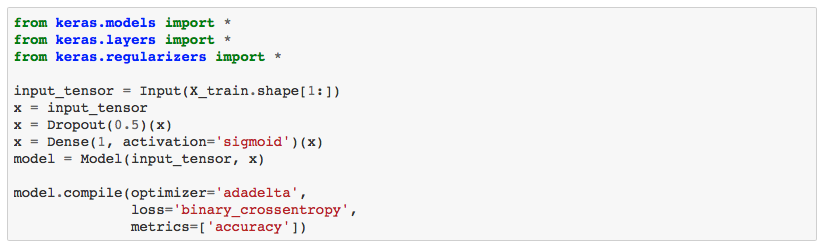 from keras.models import *
from keras.layers import *
from keras.regularizers import *

input_tensor = Input(X_train.shape[1:])
x = input_tensor
x = Dropout(0.5)(x)
x = Dense(1, activation='sigmoid')(x)
model = Model(input_tensor, x)

model.compile(optimizer='adadelta',
              loss='binary_crossentropy',
              metrics=['accuracy'])